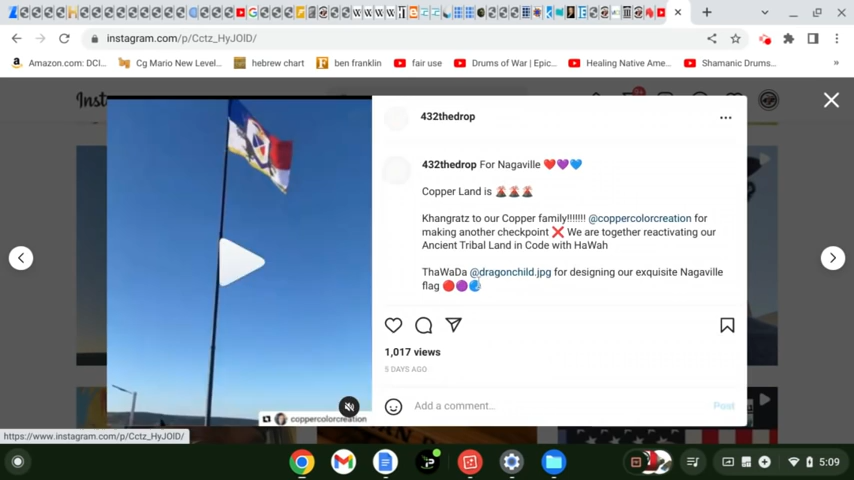 instagram.com/p/Cctz_HyJOID/
Amazon.com: DCI...
Cg Mario New Level...
hebrew chart
ben franklin
fair use
Drums of War | Epic...
Healing Native Ame...
Shamanic Drums...
»
432thedrop
432thedrop For Nagaville ❤️💜💙
Copper Land is 🌋🌋🌋
Khangratz to our Copper family!!!!!!! @coppercolorcreation for
making another checkpoint ❌ We are together reactivating our
Ancient Tribal Land in Code with HaWah
ThaWaDa @dragonchild.jpg for designing our exquisite Nagaville
flag 🔴🟣🔵
1,017 views
5 DAYS AGO
Add a comment...
Post
coppercolorcreation
https://www.instagram.com/p/Cctz_HyJOID/
5:09